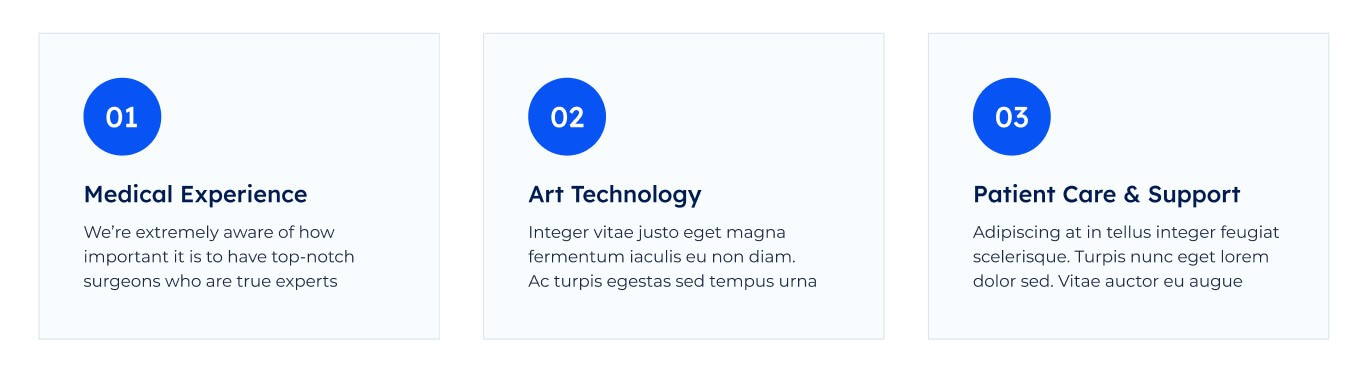 01
Medical Experience
We’re extremely aware of how
important it is to have top-notch
surgeons who are true experts
02
Art Technology
Integer vitae justo eget magna
fermentum iaculis eu non diam.
Ac turpis egestas sed tempus urna
03
Patient Care & Support
Adipiscing at in tellus integer feugiat
scelerisque. Turpis nunc eget lorem
dolor sed. Vitae auctor eu augue